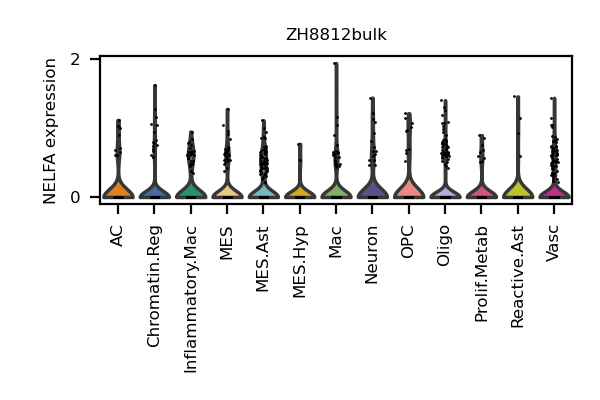 ZH8812bulk
NELFA expression
2
0
AC
Chromatin.Reg
Inflammatory.Mac
MES
MES.Ast
MES.Hyp
Mac
Neuron
OPC
Oligo
Prolif.Metab
Reactive.Ast
Vasc